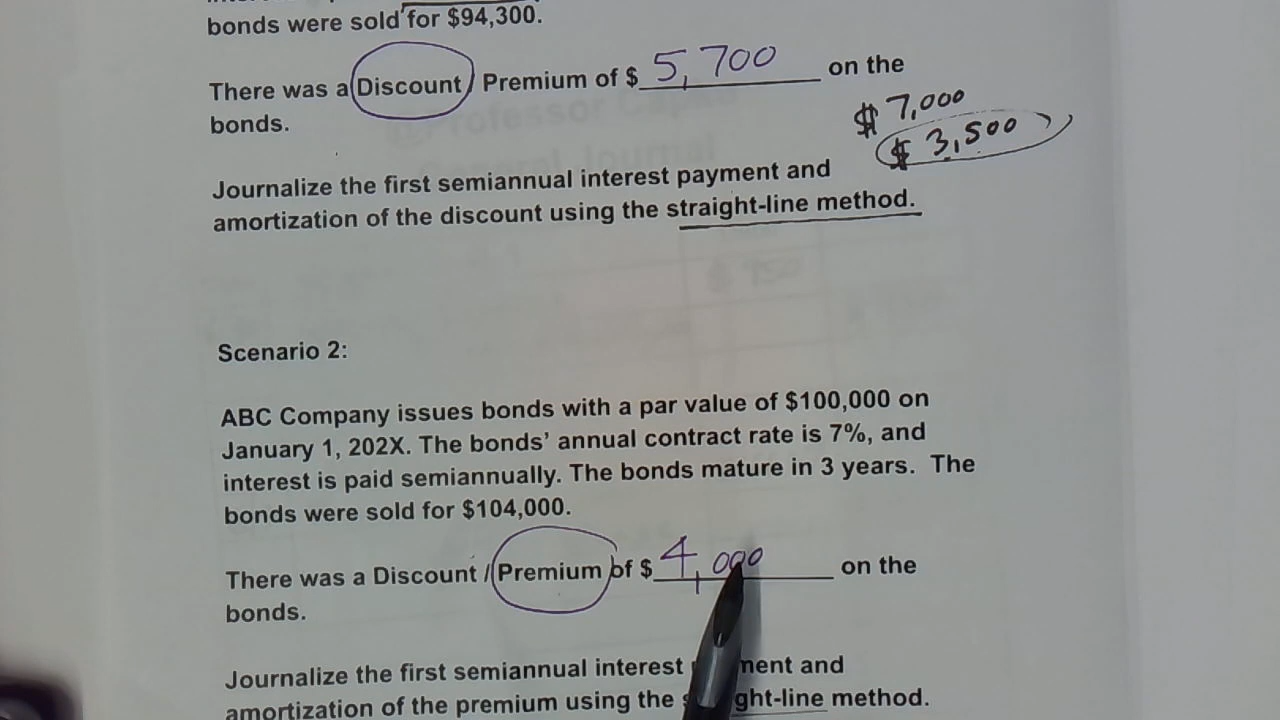 bonds were sold for $94,300.
There was a Discount / Premium of $ 5,700 on the
bonds.
$ 7,000
$ 3,500
Journalize the first semiannual interest payment and
amortization of the discount using the straight-line method.
Scenario 2:
ABC Company issues bonds with a par value of $100,000 on
January 1, 202X. The bonds' annual contract rate is 7%, and
interest is paid semiannually. The bonds mature in 3 years. The
bonds were sold for $104,000.
There was a Discount / Premium of $ 4,000 on the
bonds.
Journalize the first semiannual interest and
amortization of the premium using the method.